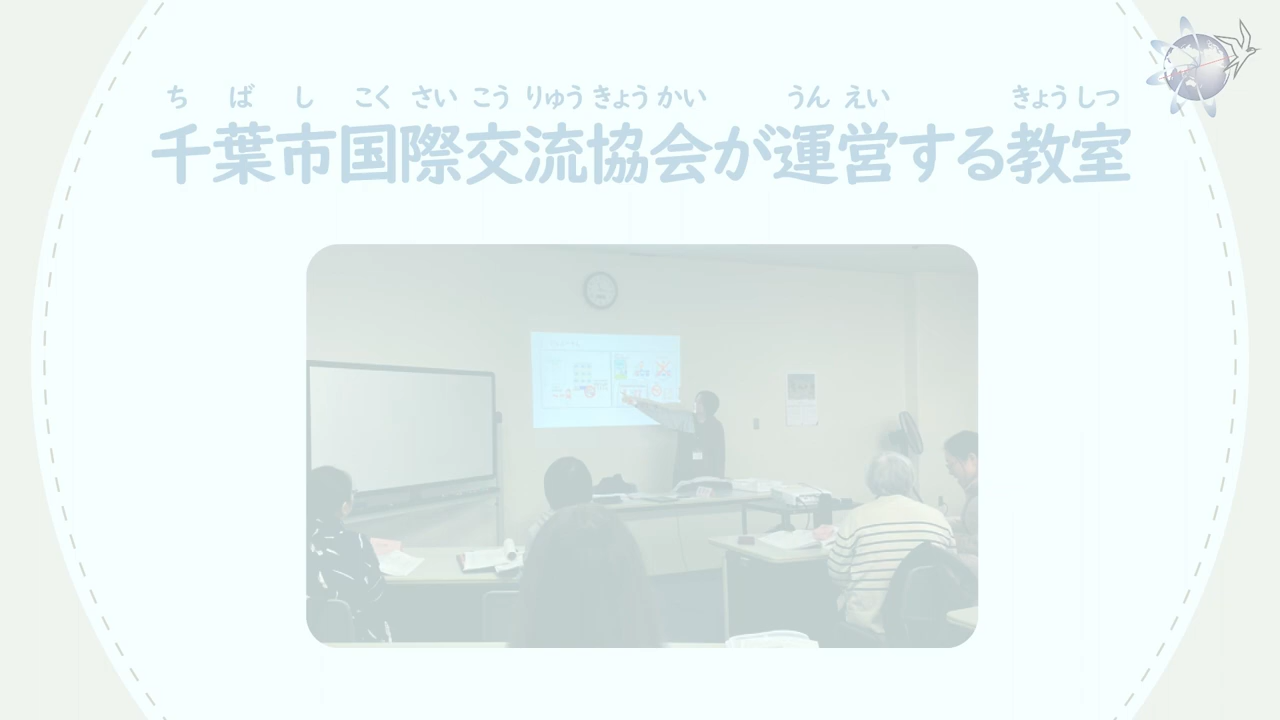 ちばしこくさいこうりゅうきょうかい うんえい きょうしつ
千葉市国際交流協会が運営する教室